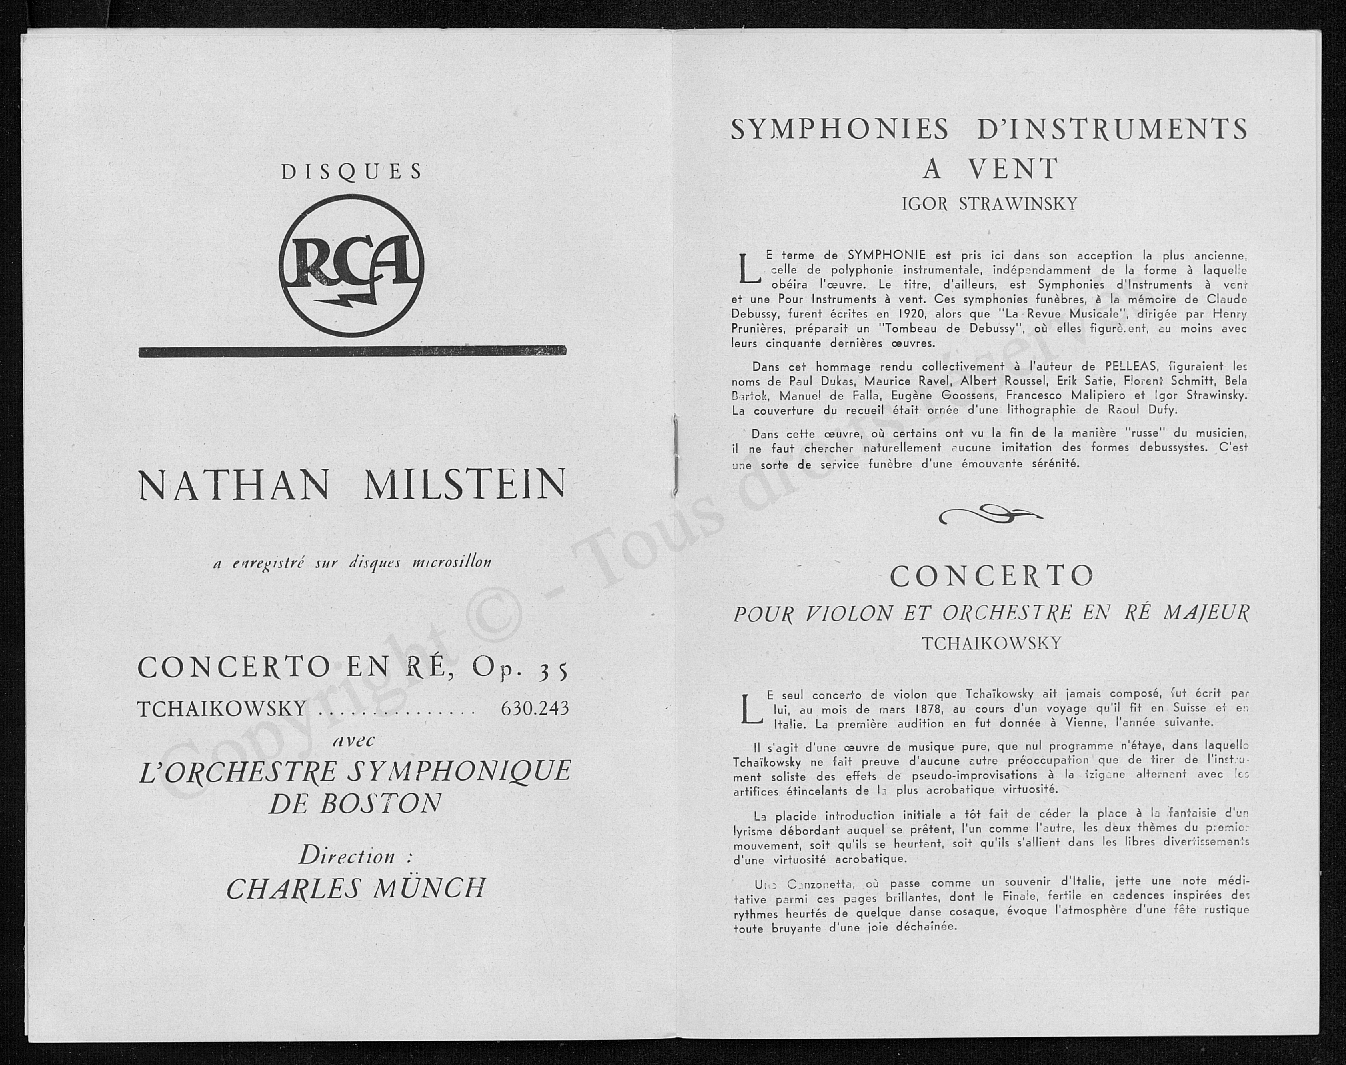 DISQUES
RCA
NATHAN MILSTEIN
a enregistré sur disques microsillon
CONCERTO EN RÉ, Op. 35
TCHAIKOWSKY ............... 630.243
avec
L'ORCHESTRE SYMPHONIQUE
DE BOSTON
Direction :
CHARLES MÜNCH
SYMPHONIES D'INSTRUMENTS
A VENT
IGOR STRAWINSKY
LE terme de SYMPHONIE est pris ici dans son acception la plus ancienne,
celle de polyphonie instrumentale, indépendamment de la forme à laquelle
obéira l'œuvre. Le titre, d'ailleurs, est Symphonies d'Instruments à vent
et une Pour Instruments à vent. Ces symphonies funèbres, à la mémoire de Claude
Debussy, furent écrites en 1920, alors que "La Revue Musicale", dirigée par Henry
Prunières, préparait un "Tombeau de Debussy", où elles figurèrent, au moins avec
leurs cinquante dernières œuvres.
Dans cet hommage rendu collectivement à l'auteur de PELLEAS, figuraient les
noms de Paul Dukas, Maurice Ravel, Albert Roussel, Erik Satie, Florent Schmitt, Bela
Bartok, Manuel de Falla, Eugène Goossens, Francesco Malipiero et Igor Strawinsky.
La couverture du recueil était ornée d'une lithographie de Raoul Dufy.
Dans cette œuvre, où certains ont vu la fin de la manière "russe" du musicien,
il ne faut chercher naturellement aucune imitation des formes debussystes. C'est
une sorte de service funèbre d'une émouvante sérénité.
CONCERTO
POUR VIOLON ET ORCHESTRE EN RÉ MAJEUR
TCHAIKOWSKY
LE seul concerto de violon que Tchaïkowsky ait jamais composé, fut écrit par
lui, au mois de mars 1878, au cours d'un voyage qu'il fit en Suisse et en
Italie. La première audition en fut donnée à Vienne, l'année suivante.
Il s'agit d'une œuvre de musique pure, que nul programme n'étaye, dans laquelle
Tchaïkowsky ne fait preuve d'aucune autre préoccupation que de tirer de l'instru-
ment soliste des effets de pseudo-improvisations à la tzigane alternant avec les
artifices étincelants de la plus acrobatique virtuosité.
La placide introduction initiale a tôt fait de céder la place à la fantaisie d'un
lyrisme débordant auquel se prêtent, l'un comme l'autre, les deux thèmes du premier
mouvement, soit qu'ils se heurtent, soit qu'ils s'allient dans les libres divertissements
d'une virtuosité acrobatique.
Une Canzonetta, où passe comme un souvenir d'Italie, jette une note médi-
tative parmi ces pages brillantes, dont le Finale, fertile en cadences inspirées des
rythmes heurtés de quelque danse cosaque, évoque l'atmosphère d'une fête rustique
toute bruyante d'une joie déchaînée.
Copyright © - Tous droits réservés